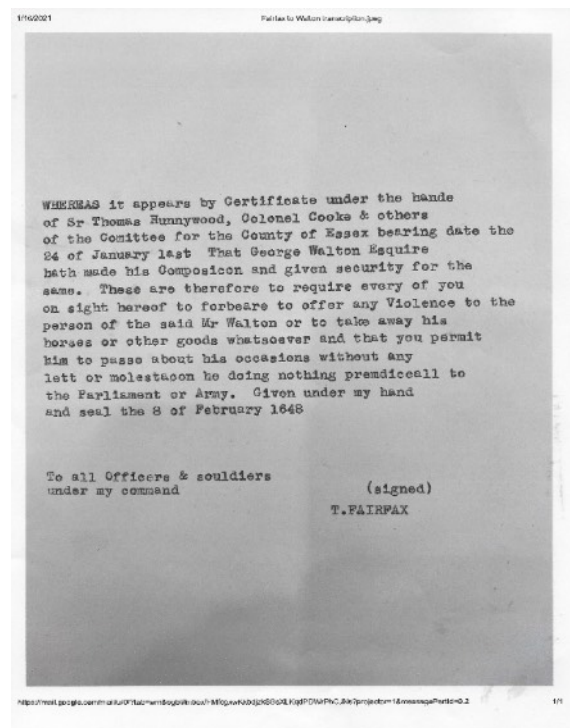 1/16/2021
Fairfax to Walton transcription.jpeg
WHEREAS it appears by Certificate under the hands
of Sr Thomas Hunnywood, Colonel Cooke & others
of the Comittee for the County of Essex bearing date the
24 of January last That George Walton Esquire
hath made his Composicon and given security for the
same. These are therefore to require every of you
on sight hereof to forbeare to offer any Violence to the
person of the said Mr Walton or to take away his
horses or other goods whatsoever and that you permit
him to passe about his occasions without any
lett or molestacon he doing nothing premdiceall to
the Parliament or Army. Given under my hand
and seal the 8 of February 1648
To all Officers & souldiers
under my command
(signed)
T.FAIRFAX
1/1